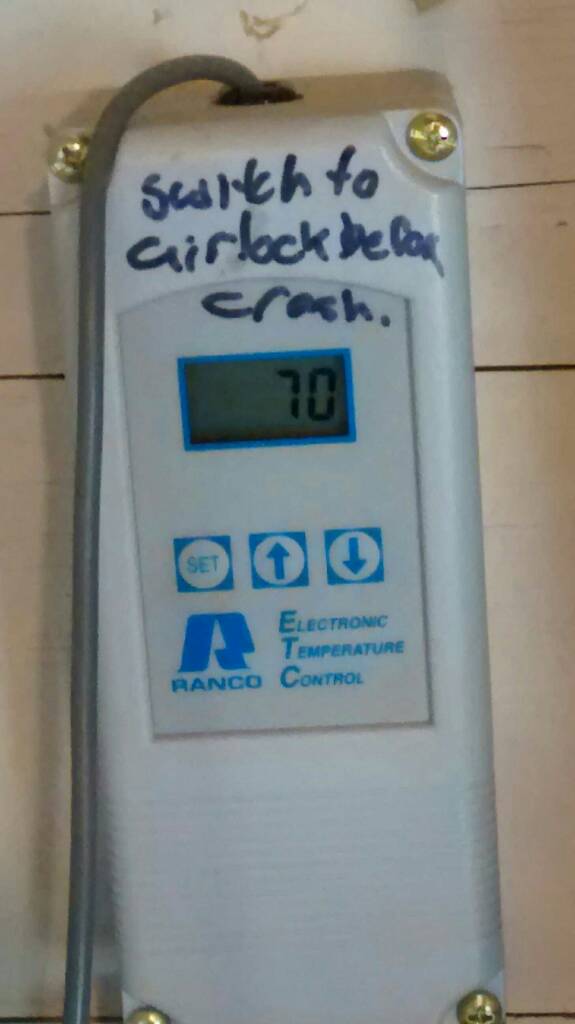 switch to
airlock before
crash.
70
SET
RANCO
ELECTRONIC
TEMPERATURE
CONTROL